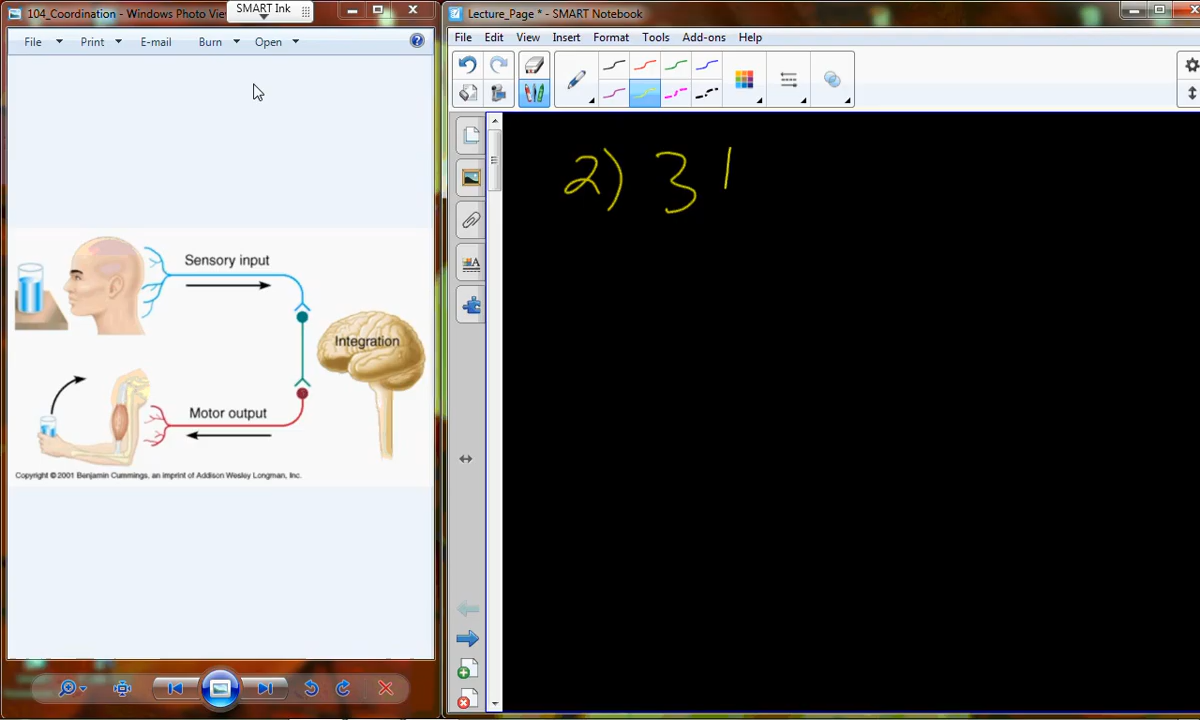 104_Coordination - Windows Photo Vie
SMART Ink
File Print E-mail Burn Open
Sensory input
Integration
Motor output
Copyright ©2001 Benjamin Cummings, an imprint of Addison Wesley Longman, Inc.
Lecture_Page * - SMART Notebook
File Edit View Insert Format Tools Add-ons Help
2) 3